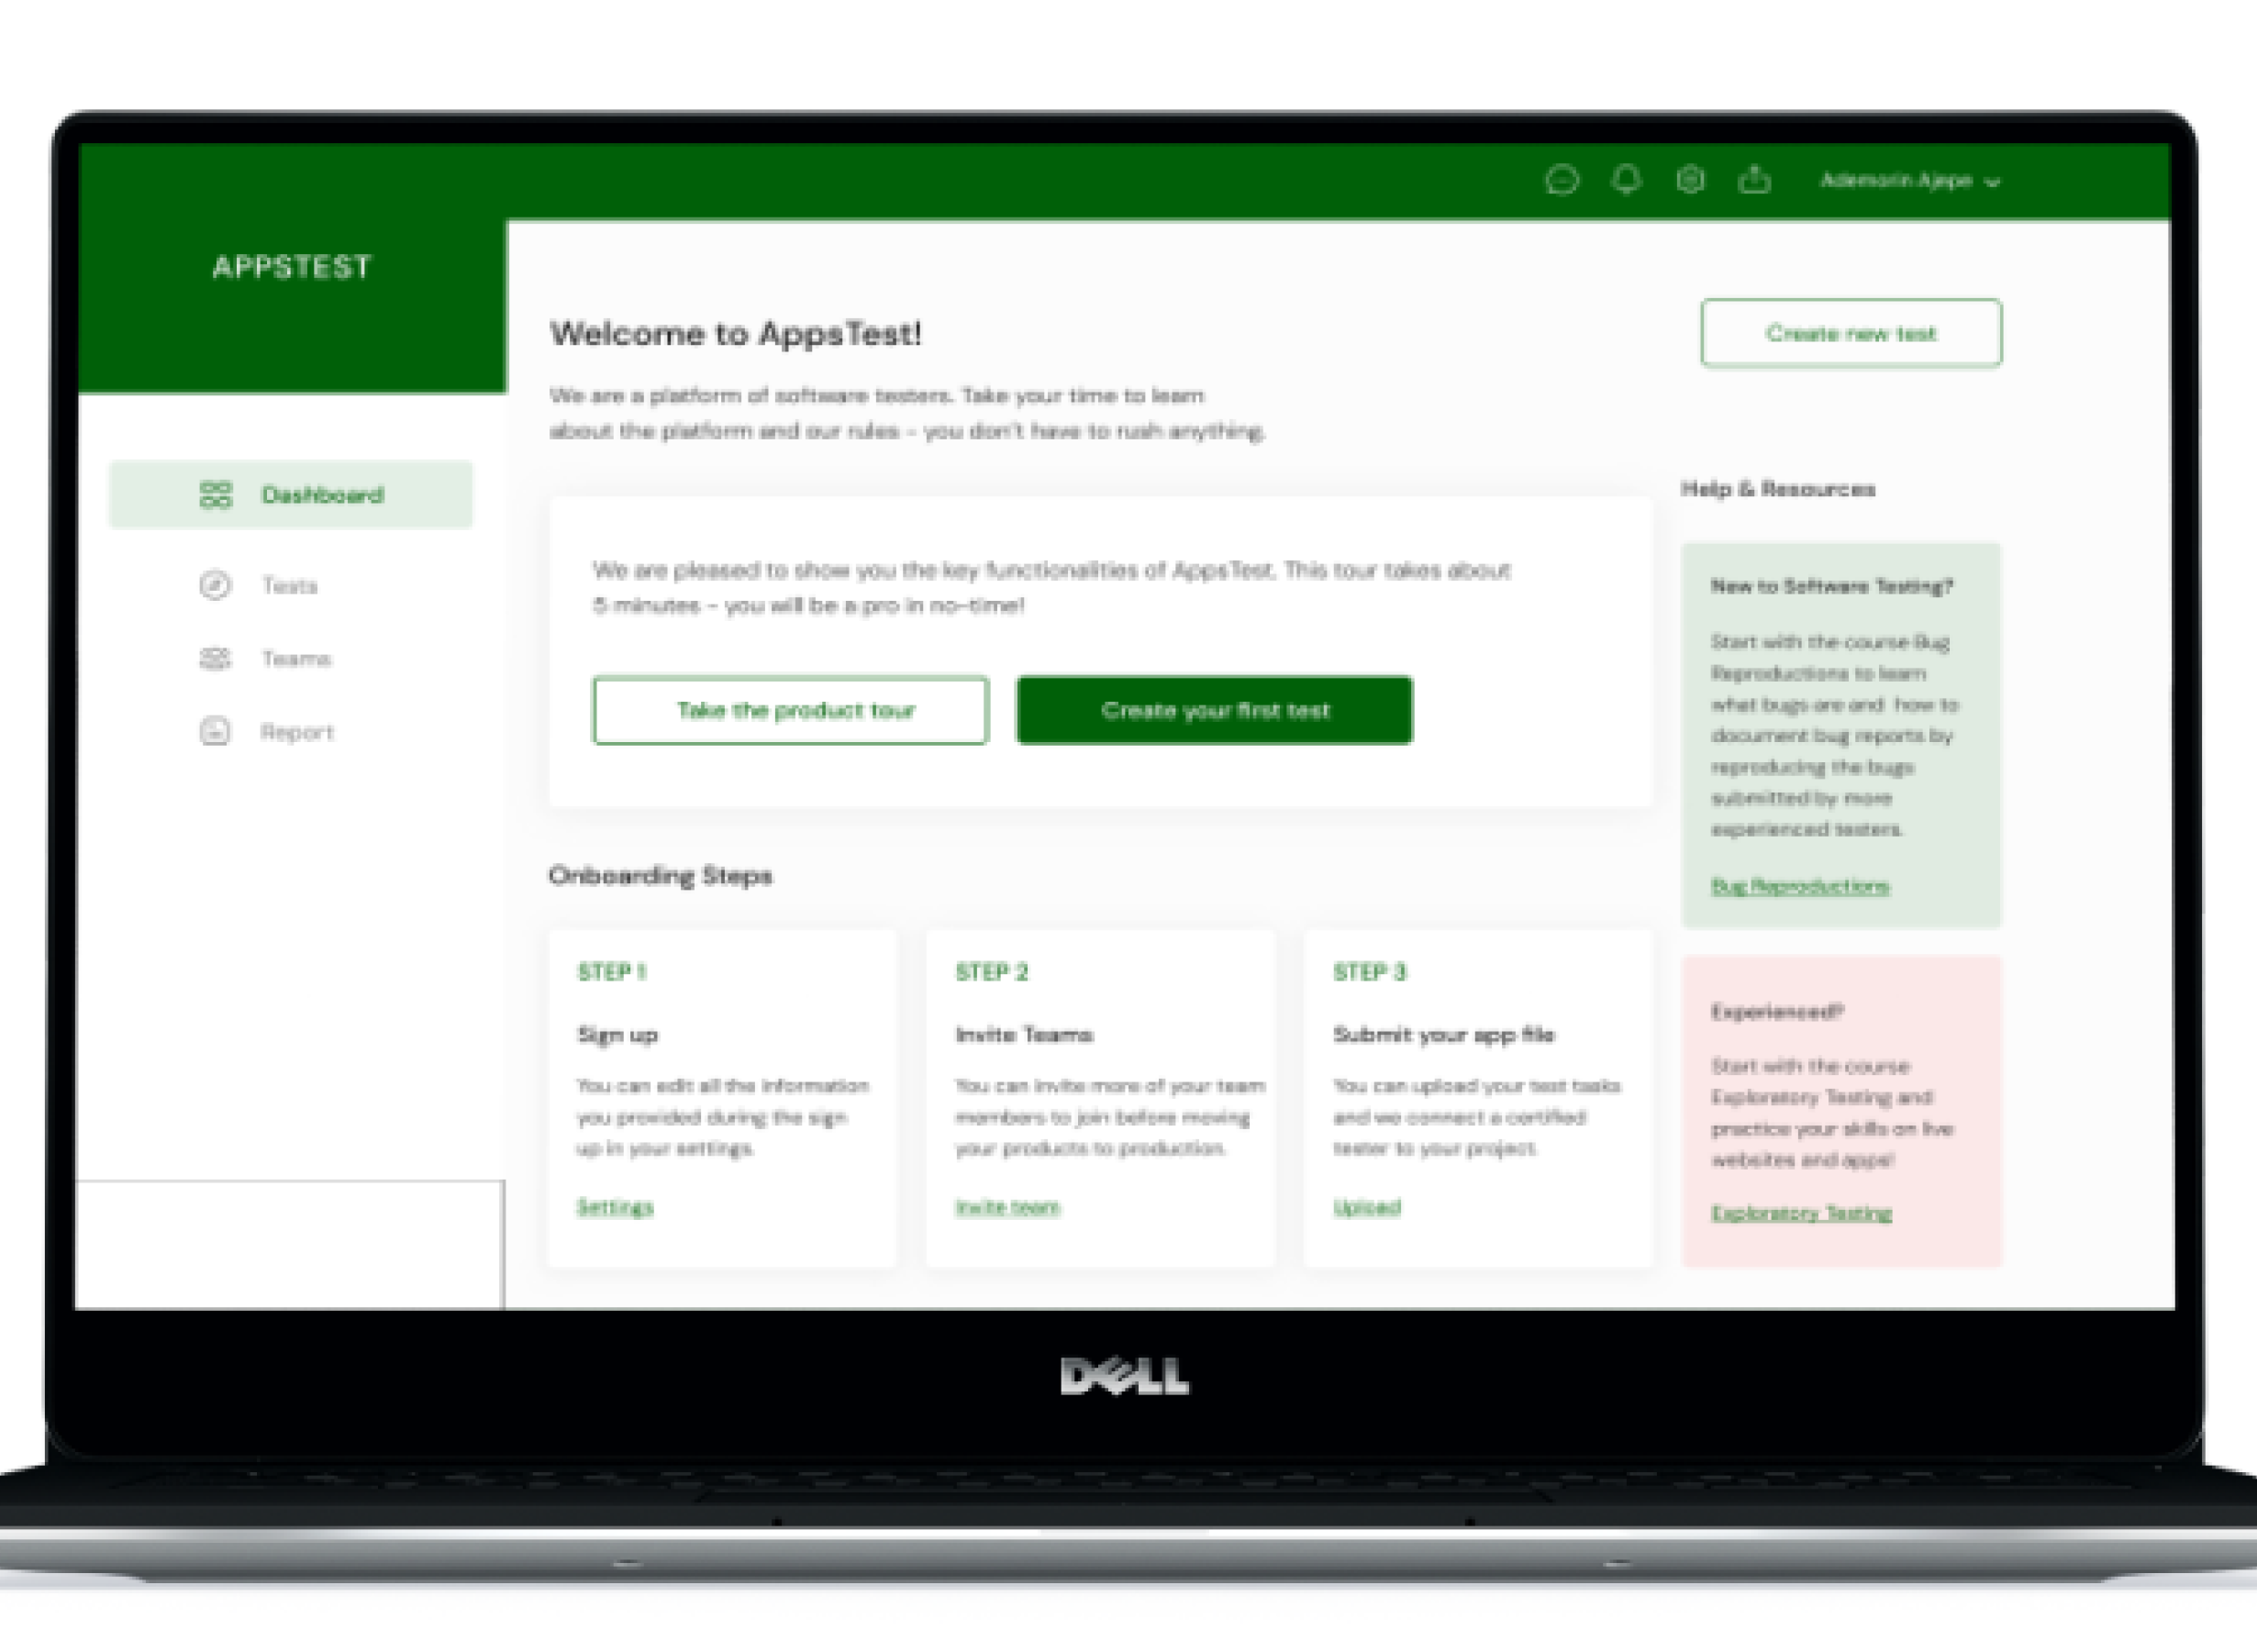 Ademorin Ajepe
APPSTEST
Welcome to AppsTest!
Create new test
We are a platform of software testers. Take your time to learn
about the platform and our rules – you don't have to rush anything.
Dashboard
Tests
Teams
Report
We are pleased to show you the key functionalities of AppsTest. This tour takes about
5 minutes – you will be a pro in no-time!
Take the product tour
Create your first test
Onboarding Steps
STEP 1
Sign up
You can edit all the information
you provided during the sign
up in your settings.
Settings
STEP 2
Invite Teams
You can invite more of your team
members to join before moving
your products to production.
Invite team
STEP 3
Submit your app file
You can upload your test tasks
and we connect a certified
tester to your project.
Upload
Help & Resources
New to Software Testing?
Start with the course Bug
Reproductions to learn
what bugs are and how to
document bug reports by
reproducing the bugs
submitted by more
experienced testers.
Bug Reproductions
Experienced?
Start with the course
Exploratory Testing and
practice your skills on live
websites and apps!
Exploratory Testing
DELL